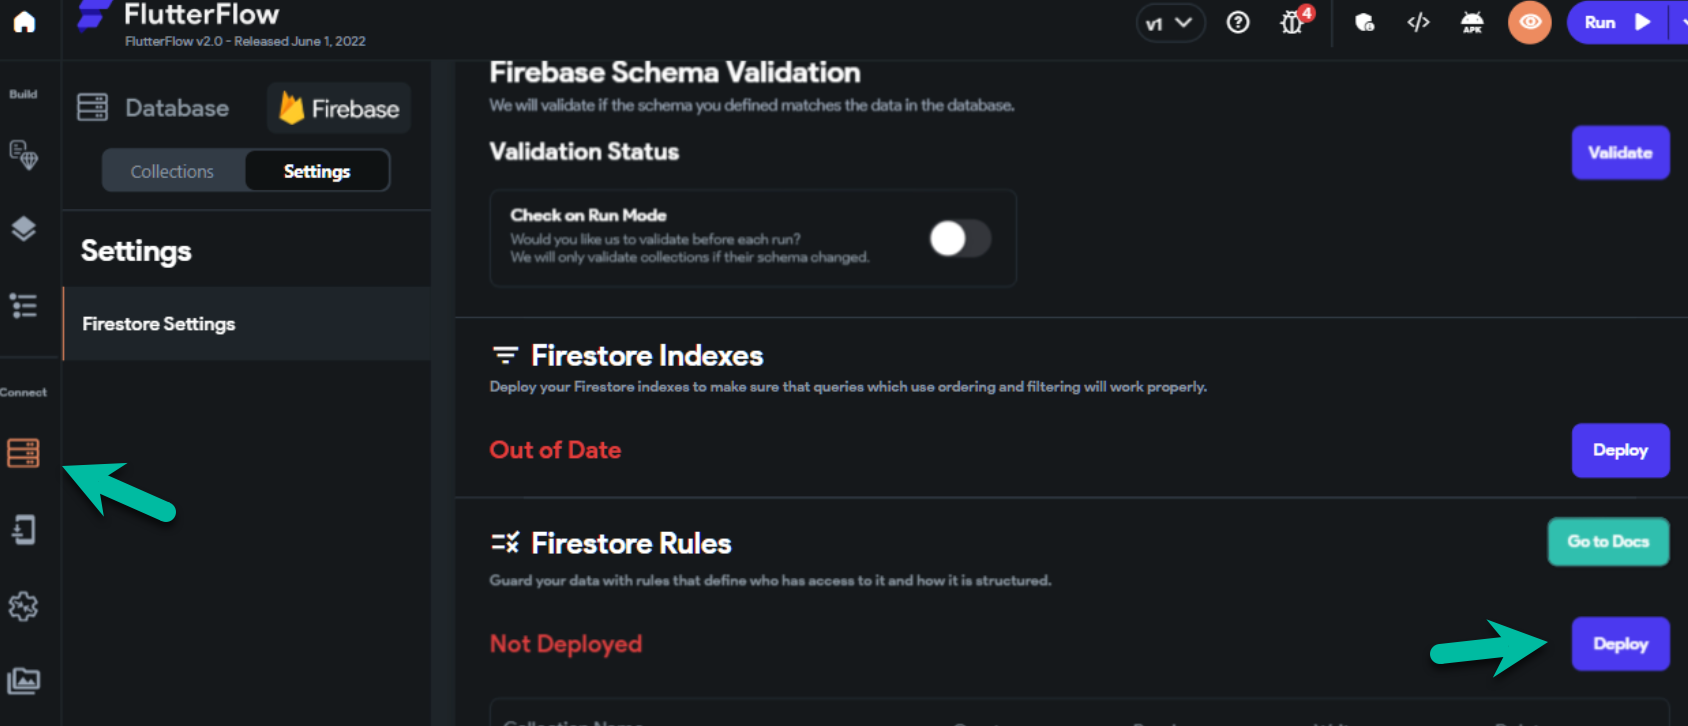 FlutterFlow
FlutterFlow v2.0 - Released June 1, 2022
v1
4
APK
Run
Build
Database
Firebase
Collections
Settings
Settings
Firestore Settings
Connect
Firebase Schema Validation
We will validate if the schema you defined matches the data in the database.
Validation Status
Validate
Check on Run Mode
Would you like us to validate before each run?
We will only validate collections if their schema changed.
Firestore Indexes
Deploy your Firestore indexes to make sure that queries which use ordering and filtering will work properly.
Out of Date
Deploy
Firestore Rules
Go to Docs
Guard your data with rules that define who has access to it and how it is structured.
Not Deployed
Deploy